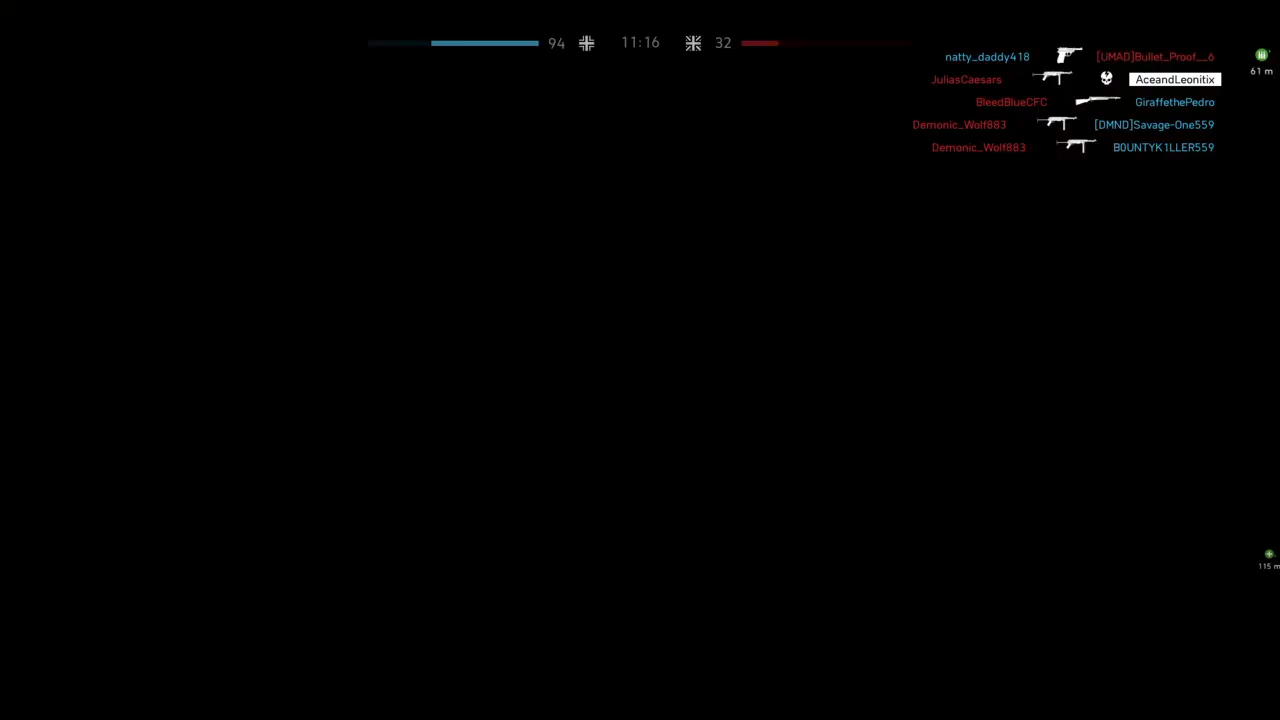 94 11:16 32
natty_daddy418 [UMAD]Bullet_Proof__6
JuliasCaesars AceandLeonitix
BleedBlueCFC GiraffethePedro
Demonic_Wolf883 [DMND]Savage-One559
Demonic_Wolf883 B0UNTYK1LLER559
61 m
115 m